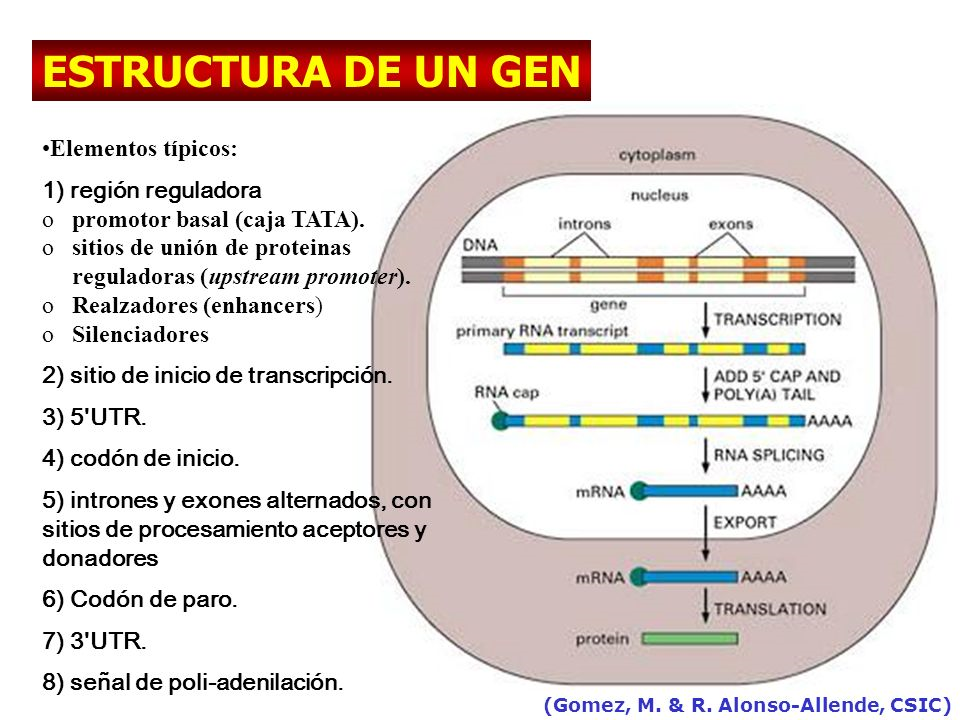 ESTRUCTURA DE UN GEN
•Elementos típicos:
1) región reguladora
o promotor basal (caja TATA).
o sitios de unión de proteinas
reguladoras (upstream promoter).
o Realzadores (enhancers)
o Silenciadores
2) sitio de inicio de transcripción.
3) 5'UTR.
4) codón de inicio.
5) intrones y exones alternados, con
sitios de procesamiento aceptores y
donadores
6) Codón de paro.
7) 3'UTR.
8) señal de poli-adenilación.
cytoplasm
nucleus
introns exons
DNA
gene
TRANSCRIPTION
primary RNA transcript
ADD 5' CAP AND
POLY(A) TAIL
RNA cap
AAAA
RNA SPLICING
mRNA AAAA
EXPORT
mRNA AAAA
TRANSLATION
protein
(Gomez, M. & R. Alonso-Allende, CSIC)